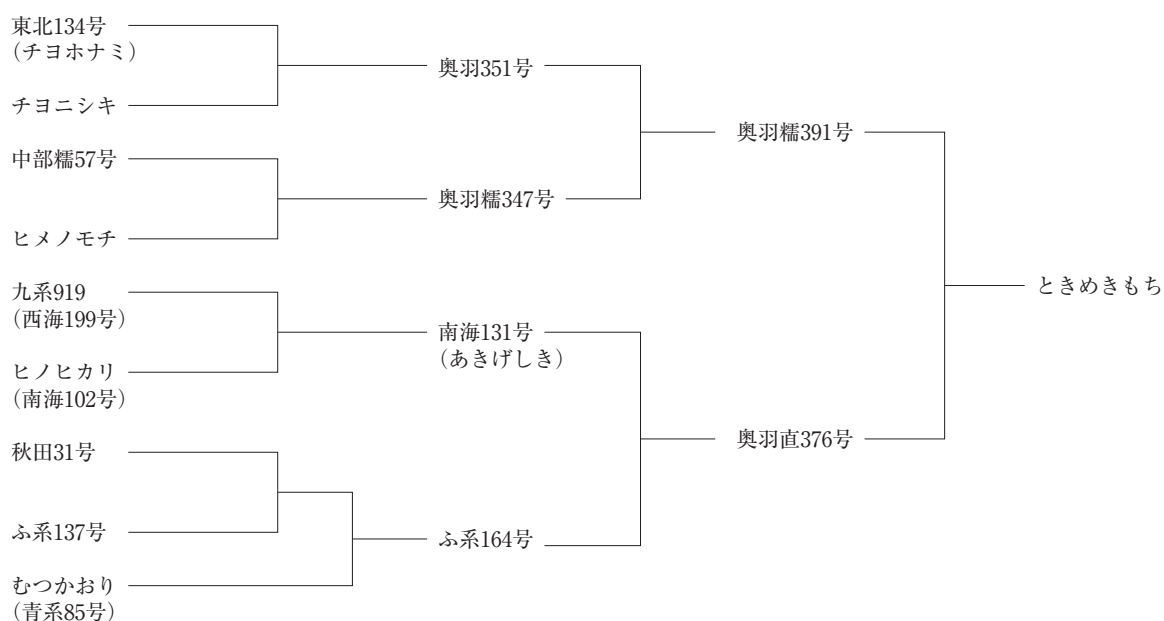 東北134号
(チヨホナミ)
奥羽351号
チヨニシキ
奥羽糯391号
中部糯57号
奥羽糯347号
ヒメノモチ
九系919
(西海199号)
ときめきもち
南海131号
(あきげしき)
ヒノヒカリ
(南海102号)
奥羽直376号
秋田31号
ふ系137号
ふ系164号
むつかおり
(青系85号)